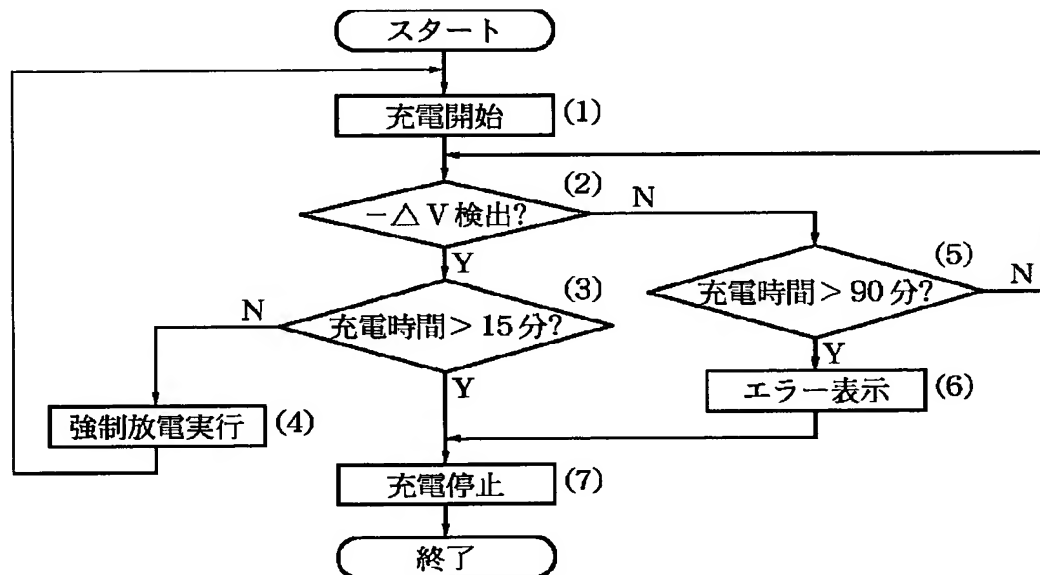 スタート
充電開始 (1)
(2)
−△V検出? N
Y
(5)
充電時間>90分? N
(3)
N 充電時間>15分?
Y
Y
エラー表示 (6)
強制放電実行 (4)
充電停止 (7)
終了